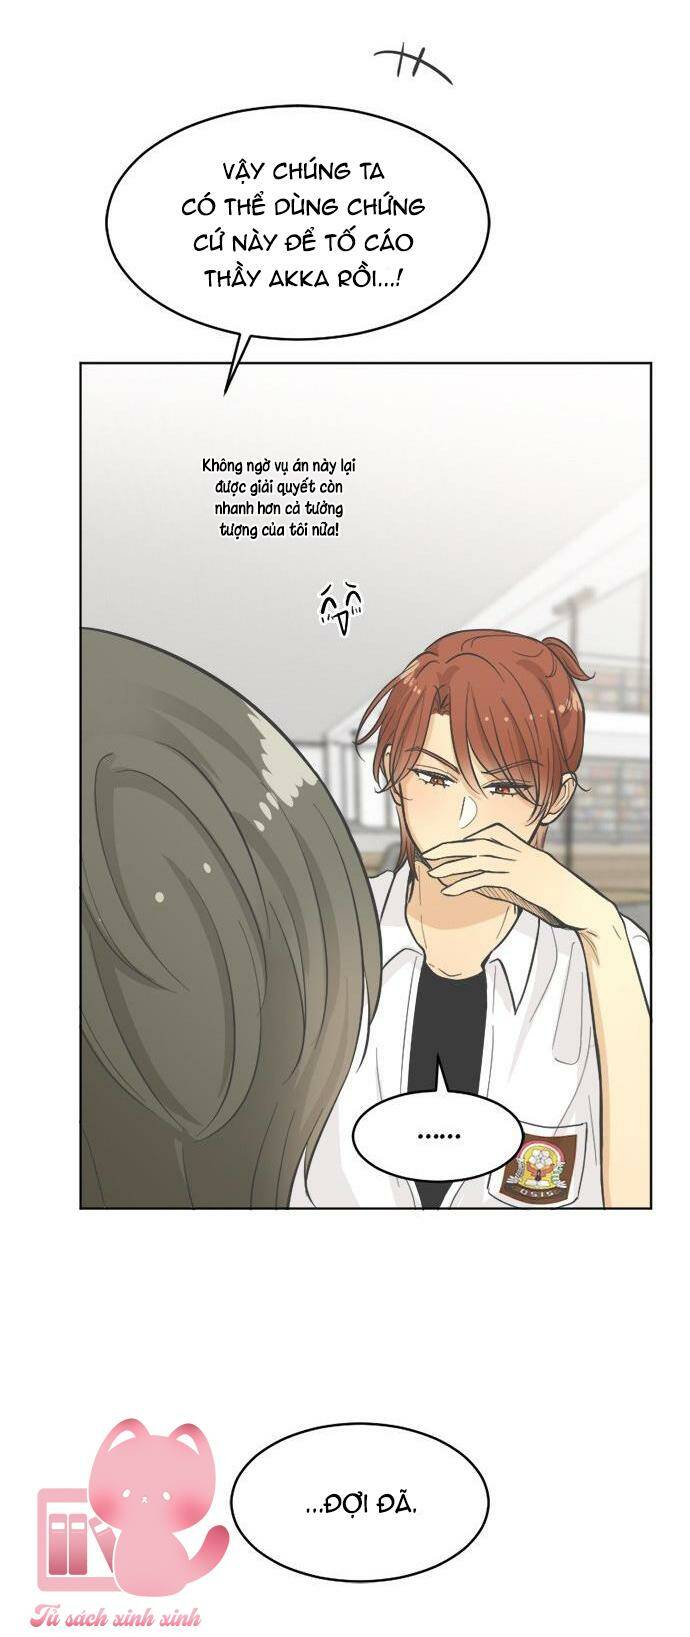 VẬY CHÚNG TA
CÓ THỂ DÙNG CHỨNG
CỨ NÀY ĐỂ TỐ CÁO
THẦY AKKA RỒI...!
Không ngờ vụ án này lại
được giải quyết còn
nhanh hơn cả tưởng
tượng của tôi nữa!
......
OSIS
...ĐỢI ĐÃ.
Tủ sách xinh xinh